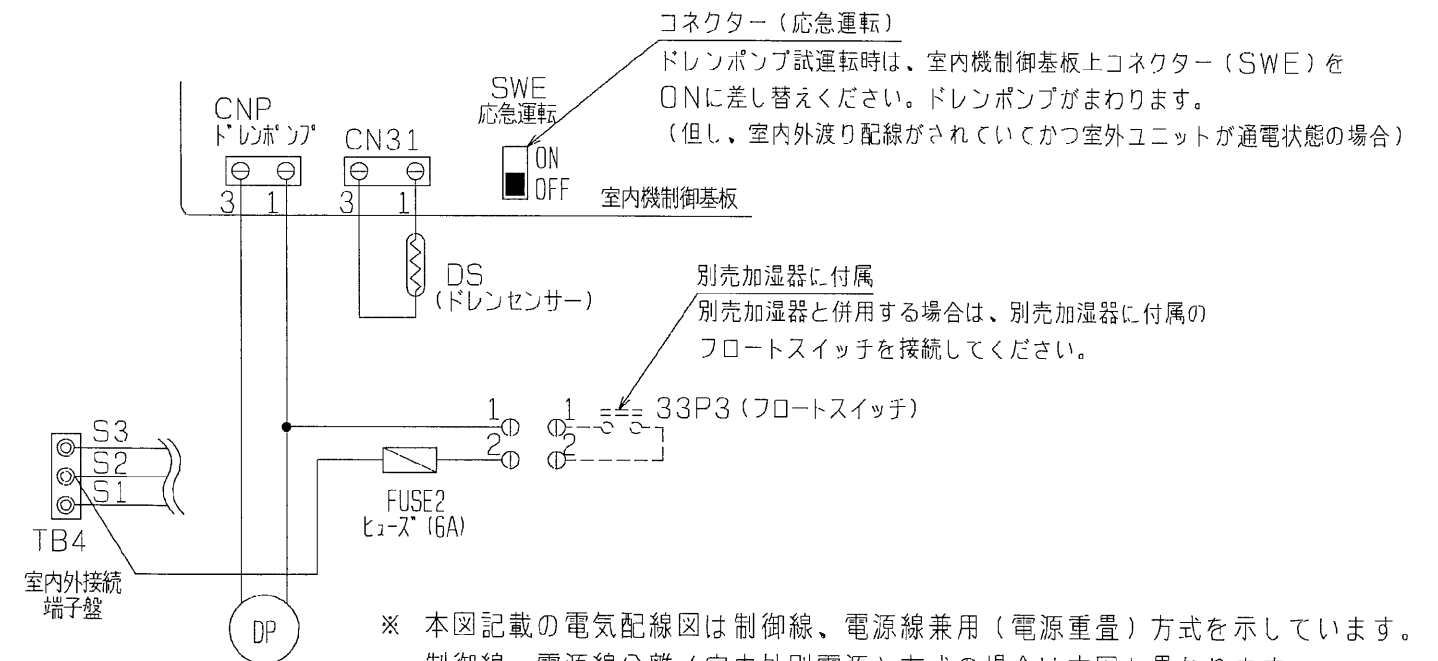 コネクター（応急運転）
ドレンポンプ試運転時は、室内機制御基板上コネクター（SWE）を
ONに差し替えください。ドレンポンプがまわります。
（但し、室内外渡り配線がされていてかつ室外ユニットが通電状態の場合）
CNP
ドレンポンプ
CN31
SWE
応急運転
ON
OFF
3 1 3 1
室内機制御基板
DS
（ドレンセンサー）
別売加湿器に付属
別売加湿器と併用する場合は、別売加湿器に付属の
フロートスイッチを接続してください。
1 1 33P3（フロートスイッチ）
2 2
S3
S2
S1
FUSE2
ヒューズ（6A）
TB4
室内外接続
端子盤
DP
※ 本図記載の電気配線図は制御線、電源線兼用（電源重畳）方式を示しています。